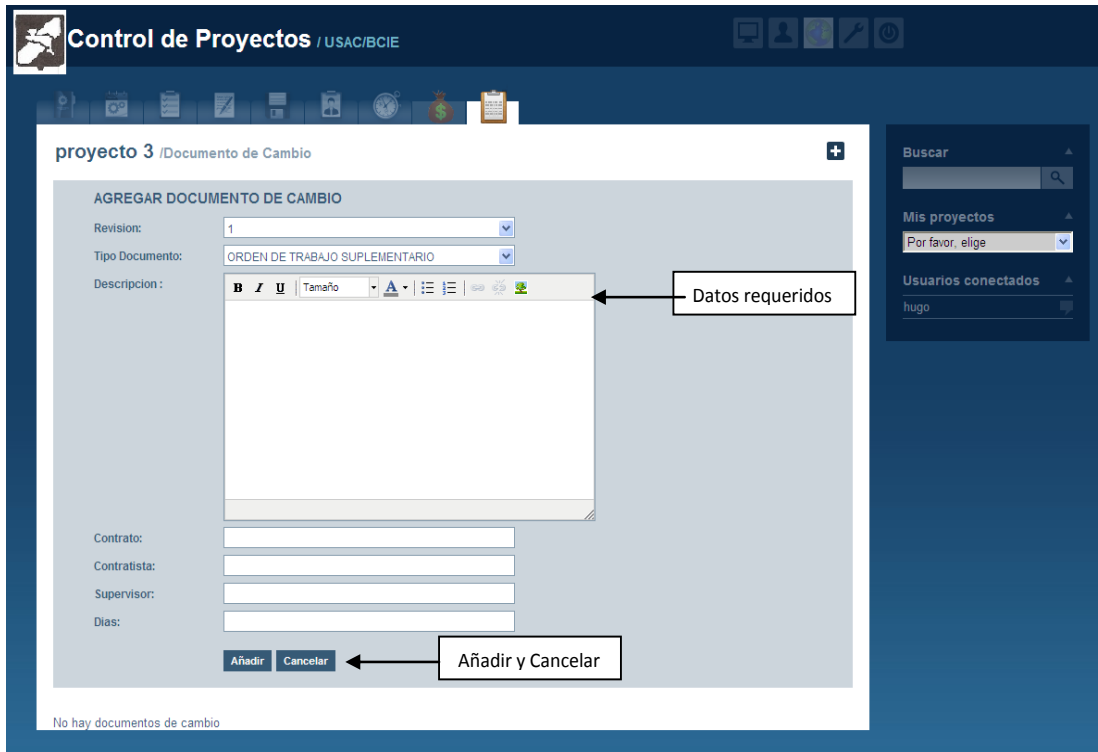 Control de Proyectos / USAC/BCIE
proyecto 3 /Documento de Cambio
AGREGAR DOCUMENTO DE CAMBIO
Revision:
1
Tipo Documento:
ORDEN DE TRABAJO SUPLEMENTARIO
Descripcion :
B I U Tamaño A
Datos requeridos
Contrato:
Contratista:
Supervisor:
Dias:
Añadir Cancelar
Añadir y Cancelar
No hay documentos de cambio
Buscar
Mis proyectos
Por favor, elige
Usuarios conectados
hugo